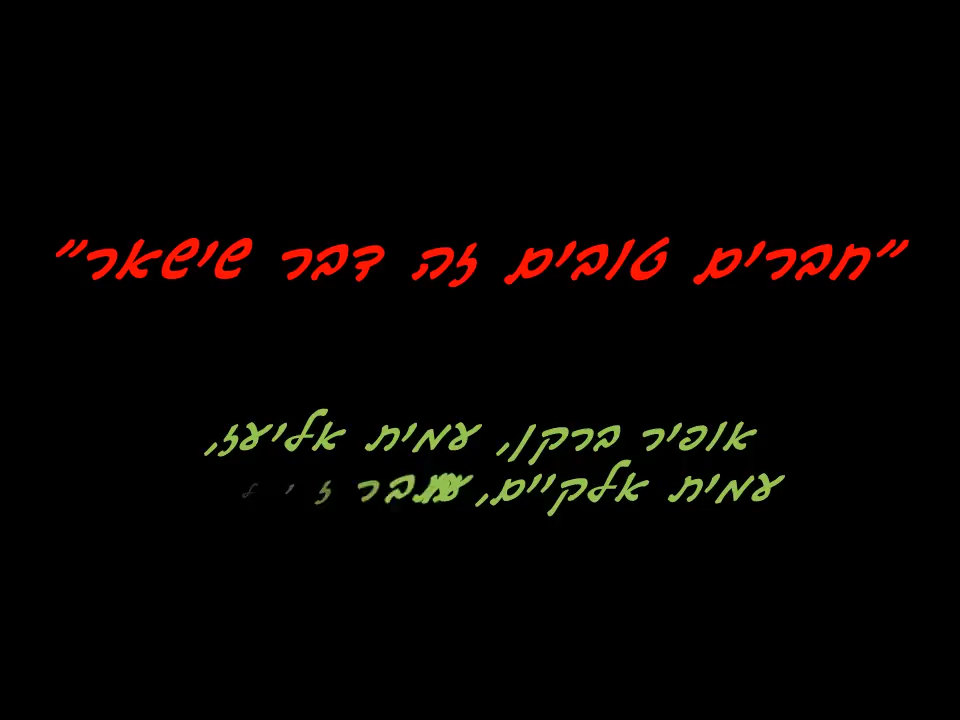 "חברים טובים זה דבר שישאר"
אופיר ברקן, עמית אליעז,
עמית אלקיים,